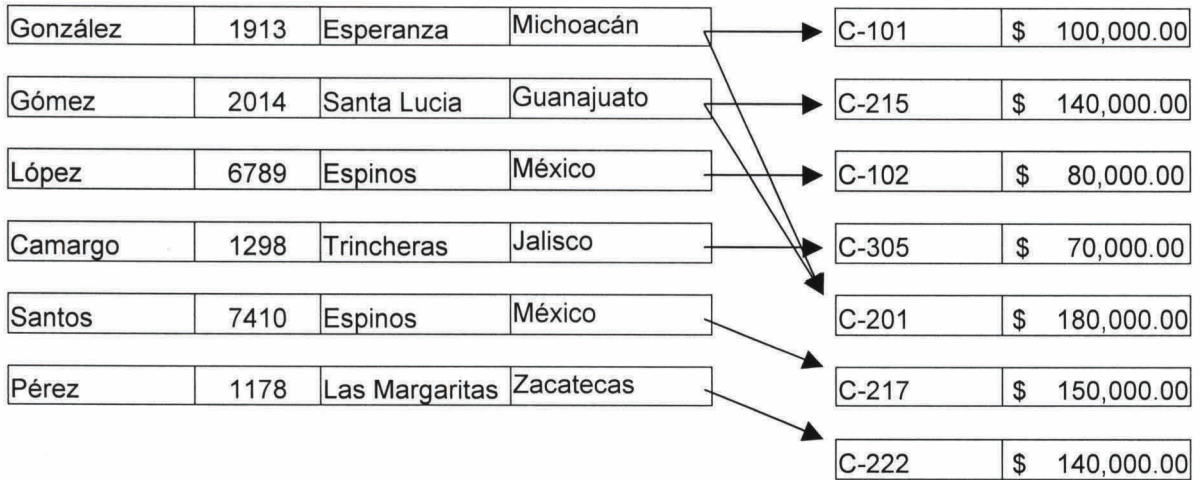 González 1913 Esperanza Michoacán C-101 $ 100,000.00
Gómez 2014 Santa Lucia Guanajuato C-215 $ 140,000.00
López 6789 Espinos México C-102 $ 80,000.00
Camargo 1298 Trincheras Jalisco C-305 $ 70,000.00
Santos 7410 Espinos México C-201 $ 180,000.00
Pérez 1178 Las Margaritas Zacatecas C-217 $ 150,000.00
C-222 $ 140,000.00